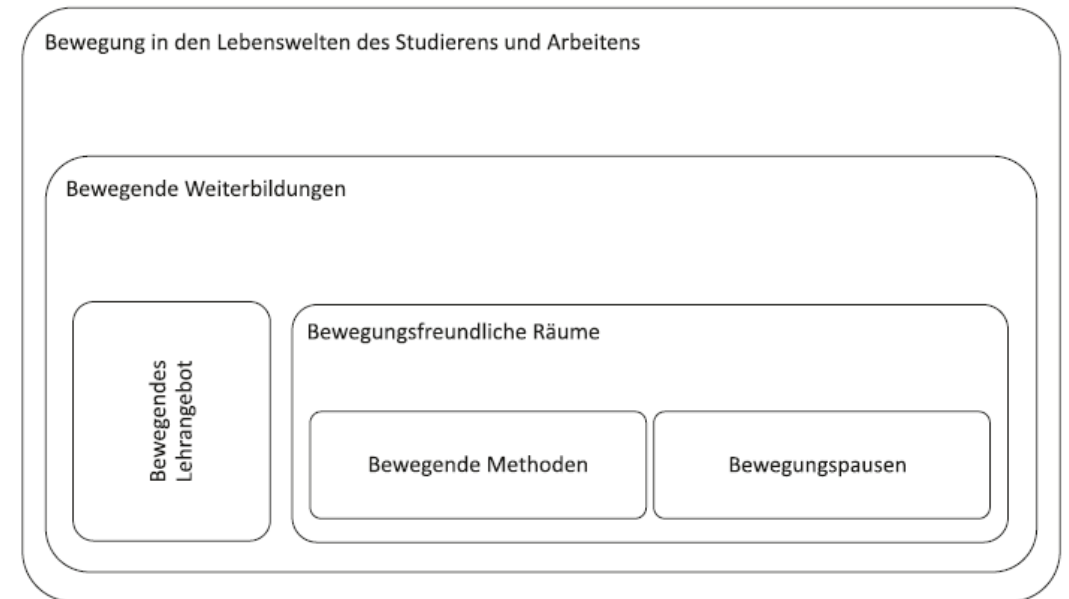 Bewegung in den Lebenswelten des Studierens und Arbeitens
Bewegende Weiterbildungen
Bewegendes
Lehrangebot
Bewegungsfreundliche Räume
Bewegende Methoden
Bewegungspausen